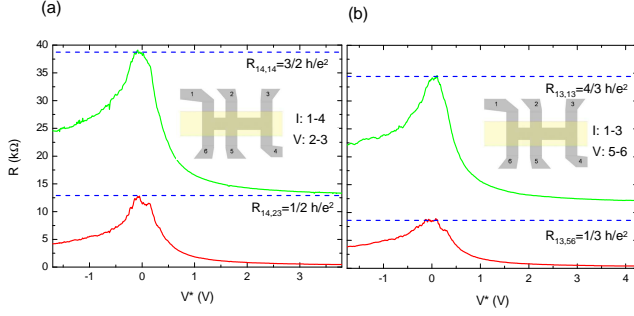 (a)
40
35
30
25
20
15
10
5
0
R (kΩ)
R14,14=3/2 h/e²
1 2 3
6 5 4
I: 1-4
V: 2-3
R14,23=1/2 h/e²
-1 0 1 2 3
V* (V)
(b)
R13,13=4/3 h/e²
1 2 3
6 5 4
I: 1-3
V: 5-6
R13,56=1/3 h/e²
-1 0 1 2 3 4
V* (V)